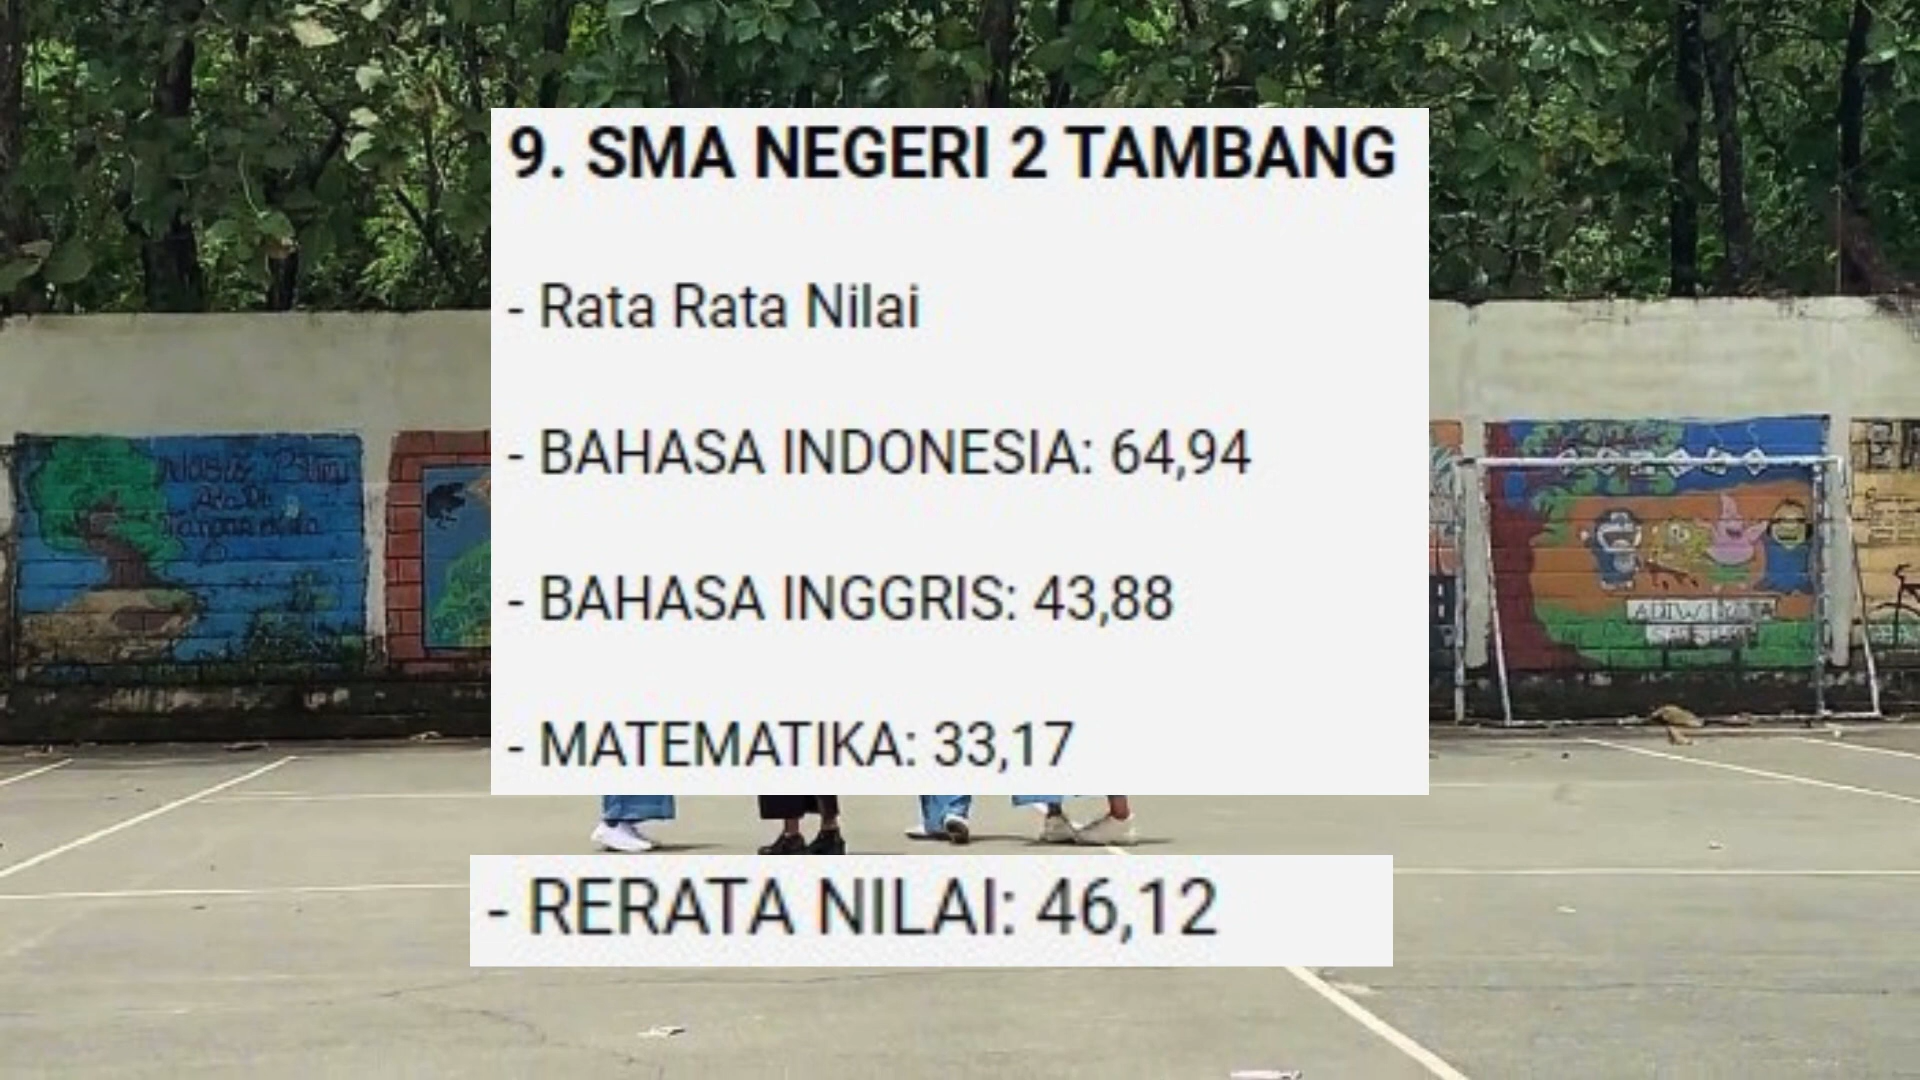 9. SMA NEGERI 2 TAMBANG
- Rata Rata Nilai
- BAHASA INDONESIA: 64,94
- BAHASA INGGRIS: 43,88
- MATEMATIKA: 33,17
- RERATA NILAI: 46,12
ADIWIYATA